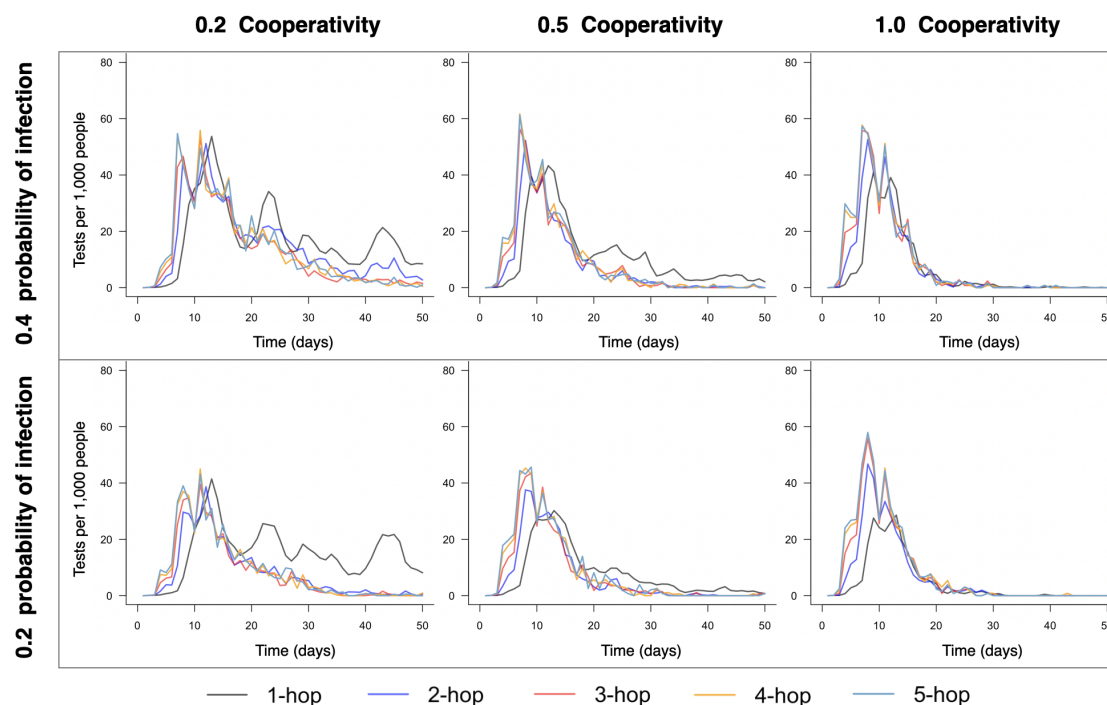 0.2 Cooperativity
0.5 Cooperativity
1.0 Cooperativity
0.4 probability of infection
Tests per 1,000 people
80
60
40
20
0
0 10 20 30 40 50
Time (days)
80
60
40
20
0
0 10 20 30 40 50
Time (days)
80
60
40
20
0
0 10 20 30 40 50
Time (days)
0.2 probability of infection
Tests per 1,000 people
80
60
40
20
0
0 10 20 30 40 50
Time (days)
80
60
40
20
0
0 10 20 30 40 50
Time (days)
80
60
40
20
0
0 10 20 30 40 50
Time (days)
1-hop 2-hop 3-hop 4-hop 5-hop